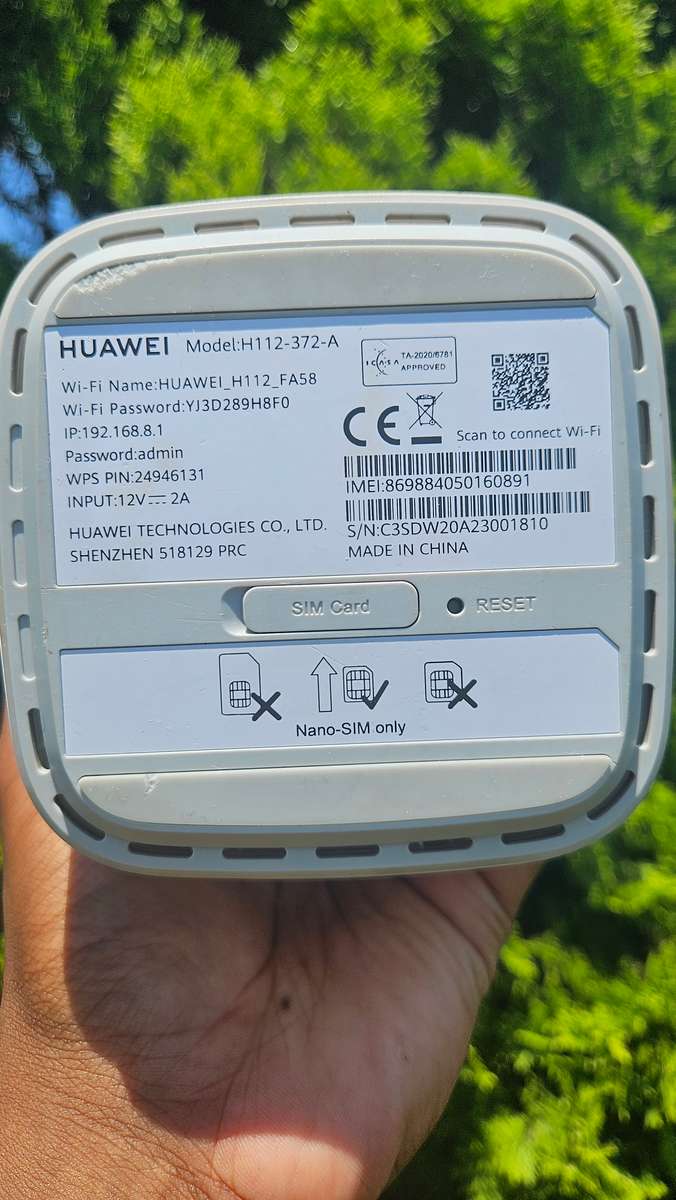 HUAWEI Model:H112-372-A
ICASA TA-2020/6781
APPROVED
Wi-Fi Name:HUAWEI_H112_FA58
Wi-Fi Password:YJ3D289H8F0
IP:192.168.8.1
Password:admin
WPS PIN:24946131
INPUT:12V⎓2A
HUAWEI TECHNOLOGIES CO., LTD.
SHENZHEN 518129 PRC
CE
Scan to connect Wi-Fi
IMEI:869884050160891
S/N:C3SDW20A23001810
MADE IN CHINA
SIM Card
RESET
Nano-SIM only